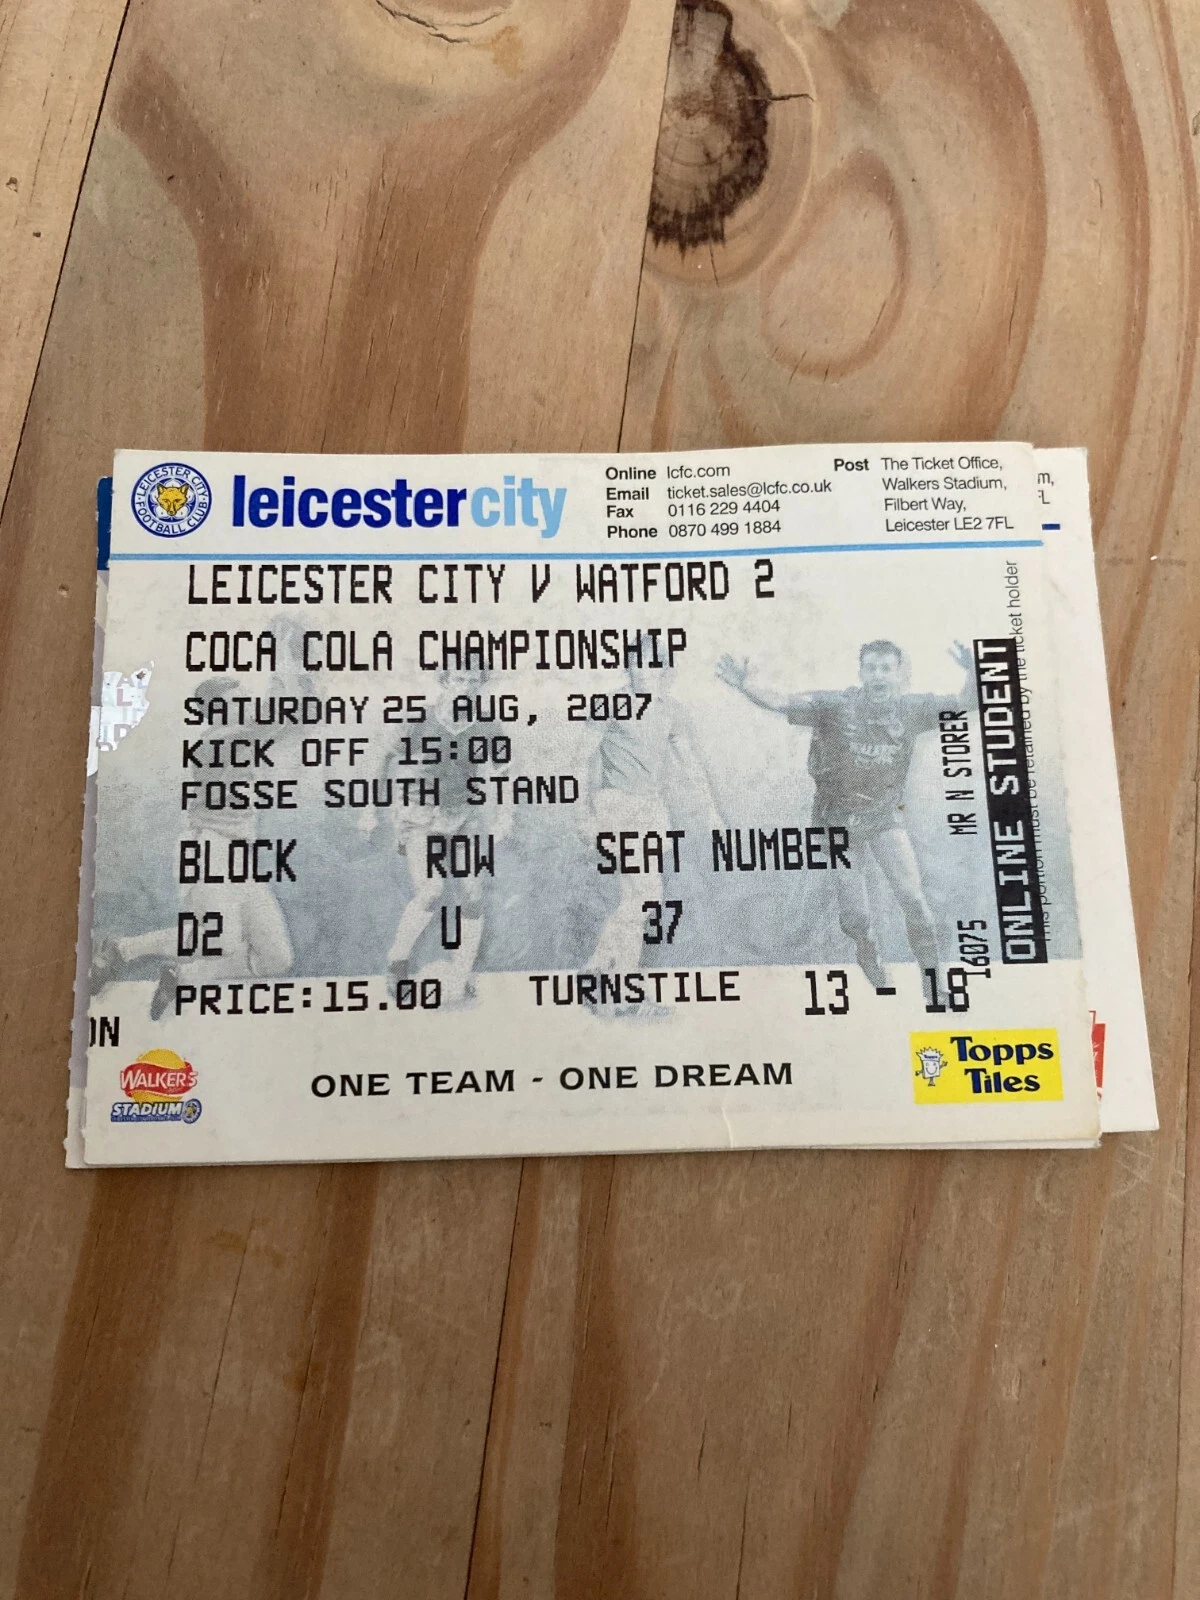 LEICESTER CITY
FOOTBALL CLUB
leicestercity
Online lcfc.com
Email ticket.sales@lcfc.co.uk
Fax 0116 229 4404
Phone 0870 499 1884
Post The Ticket Office,
Walkers Stadium,
Filbert Way,
Leicester LE2 7FL
LEICESTER CITY V WATFORD 2
COCA COLA CHAMPIONSHIP
SATURDAY 25 AUG, 2007
KICK OFF 15:00
FOSSE SOUTH STAND
BLOCK ROW SEAT NUMBER
D2 U 37
PRICE:15.00 TURNSTILE 13 - 18
ON
WALKERS
STADIUM
ONE TEAM - ONE DREAM
Topps
Tiles
16075 MR N STORER
ONLINE STUDENT
This portion must be retained by the ticket holder
m,
FL